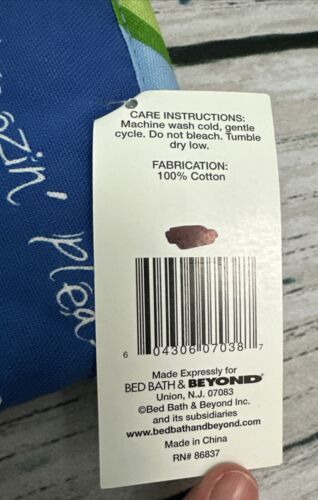 azin' plea
CARE INSTRUCTIONS:
Machine wash cold, gentle
cycle. Do not bleach. Tumble
dry low.
FABRICATION:
100% Cotton
6 04306 07038 7
Made Expressly for
BED BATH & BEYOND®
Union, N.J. 07083
©Bed Bath & Beyond Inc.
and its subsidiaries
www.bedbathandbeyond.com
Made in China
RN# 86837